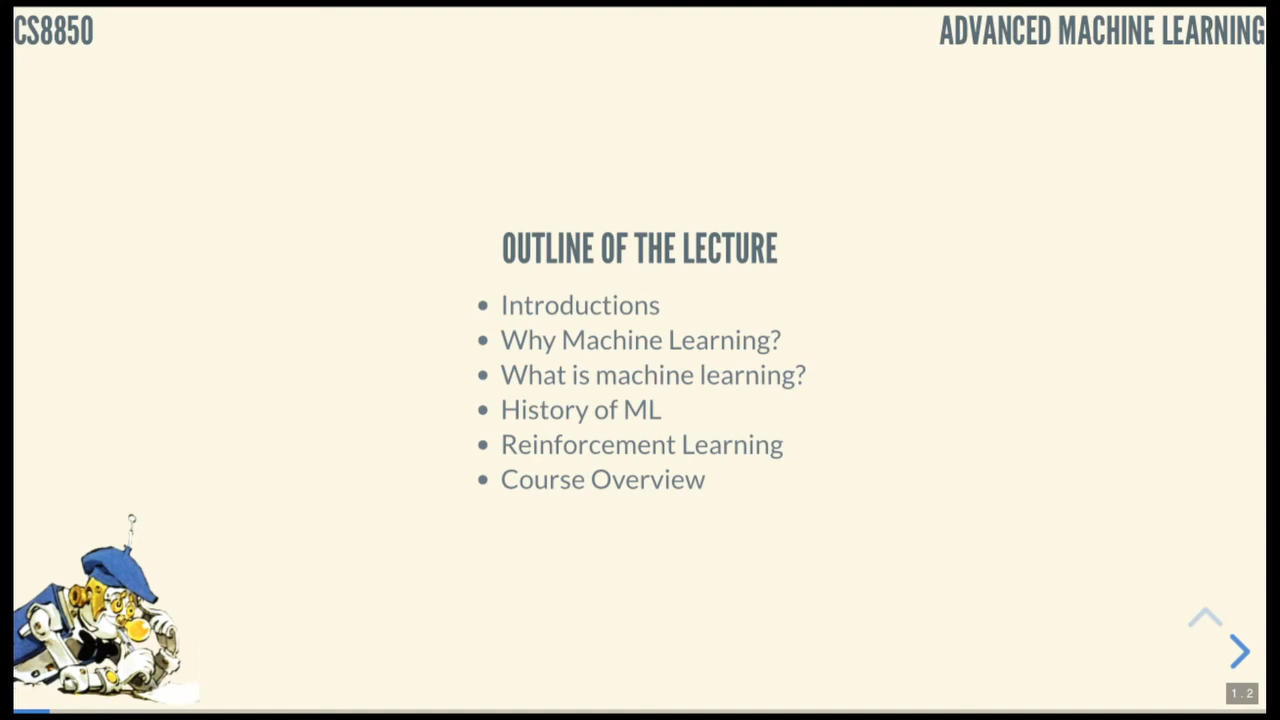 CS8850
ADVANCED MACHINE LEARNING
OUTLINE OF THE LECTURE
Introductions
Why Machine Learning?
What is machine learning?
History of ML
Reinforcement Learning
Course Overview
1.2